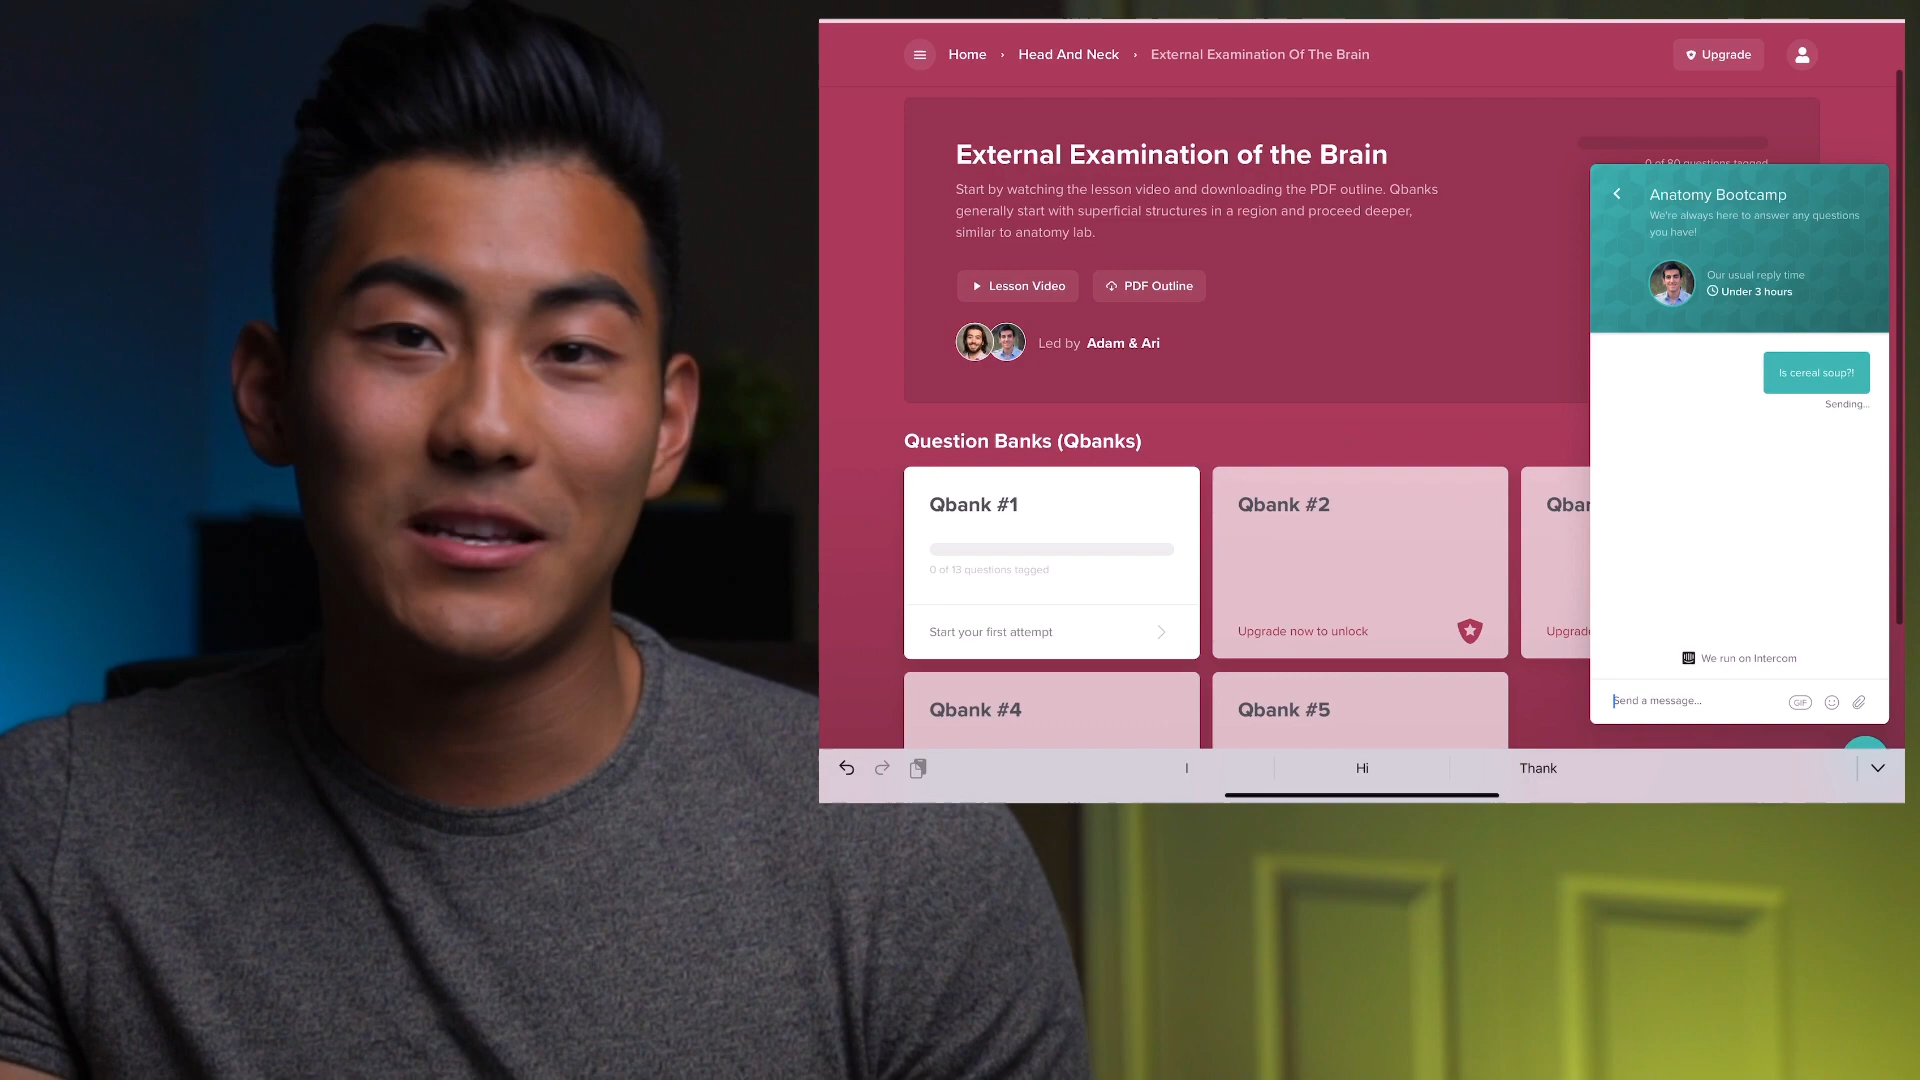 Home › Head And Neck › External Examination Of The Brain
Upgrade
External Examination of the Brain
Start by watching the lesson video and downloading the PDF outline. Qbanks
generally start with superficial structures in a region and proceed deeper,
similar to anatomy lab.
0 of 80 questions tagged
Lesson Video
PDF Outline
Led by Adam & Ari
Question Banks (Qbanks)
Qbank #1
0 of 13 questions tagged
Start your first attempt
Qbank #2
Upgrade now to unlock
Qbank #4
Qbank #5
Anatomy Bootcamp
We're always here to answer any questions
you have!
Our usual reply time
Under 3 hours
Is cereal soup?!
Sending...
We run on Intercom
Send a message...
GIF
I
Hi
Thank